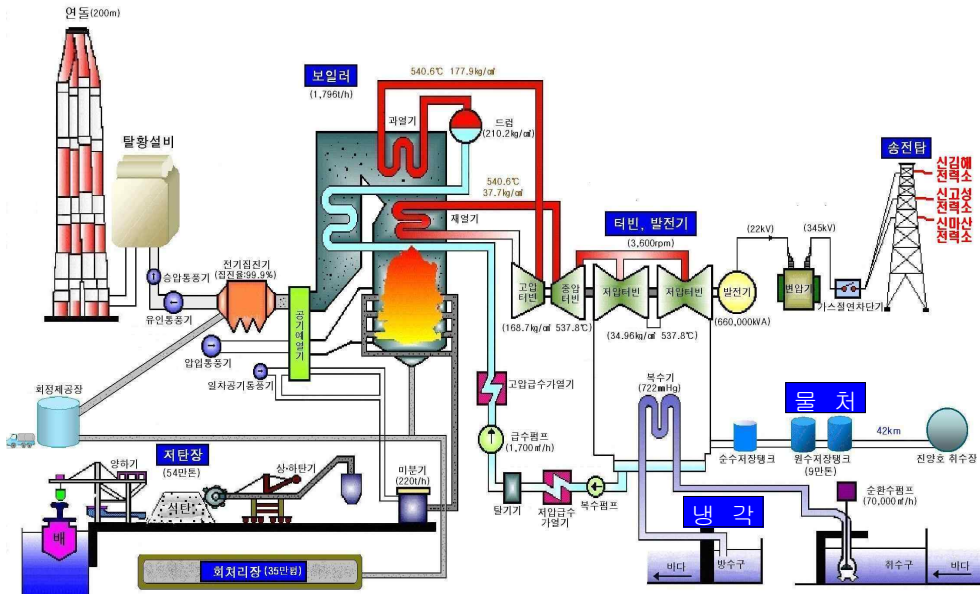 연돌(200m)
탈황설비
보일러
(1,796t/h)
540.6℃ 177.9kg/㎠
과열기
드럼
(210.2kg/㎠)
540.6℃
37.7kg/㎠
재열기
송전탑
신김해
전력소
신고성
전력소
신마산
전력소
터빈, 발전기
(3,600rpm)
(22kV)
(345kV)
고압
터빈
중압
터빈
저압터빈
저압터빈
발전기
변압기
가스절연차단기
(660,000kVA)
(168.7kg/㎠ 537.8℃)
(34.96kg/㎠ 537.8℃)
승압통풍기
전기집진기
(집진율:99.9%)
유인통풍기
공기예열기
압입통풍기
일차공기통풍기
회정제공장
고압급수가열기
복수기
(722mmHg)
물 처
42km
급수펌프
(1,700㎥/h)
순수저장탱크
원수저장탱크
(9만톤)
진양호 취수장
저탄장
(54만톤)
양하기
상·하탄기
미분기
(220t/h)
석탄
배
탈기기
저압급수
가열기
복수펌프
순환수펌프
(70,000㎥/h)
냉 각
회처리장 (35만평)
바다
방수구
취수구
바다